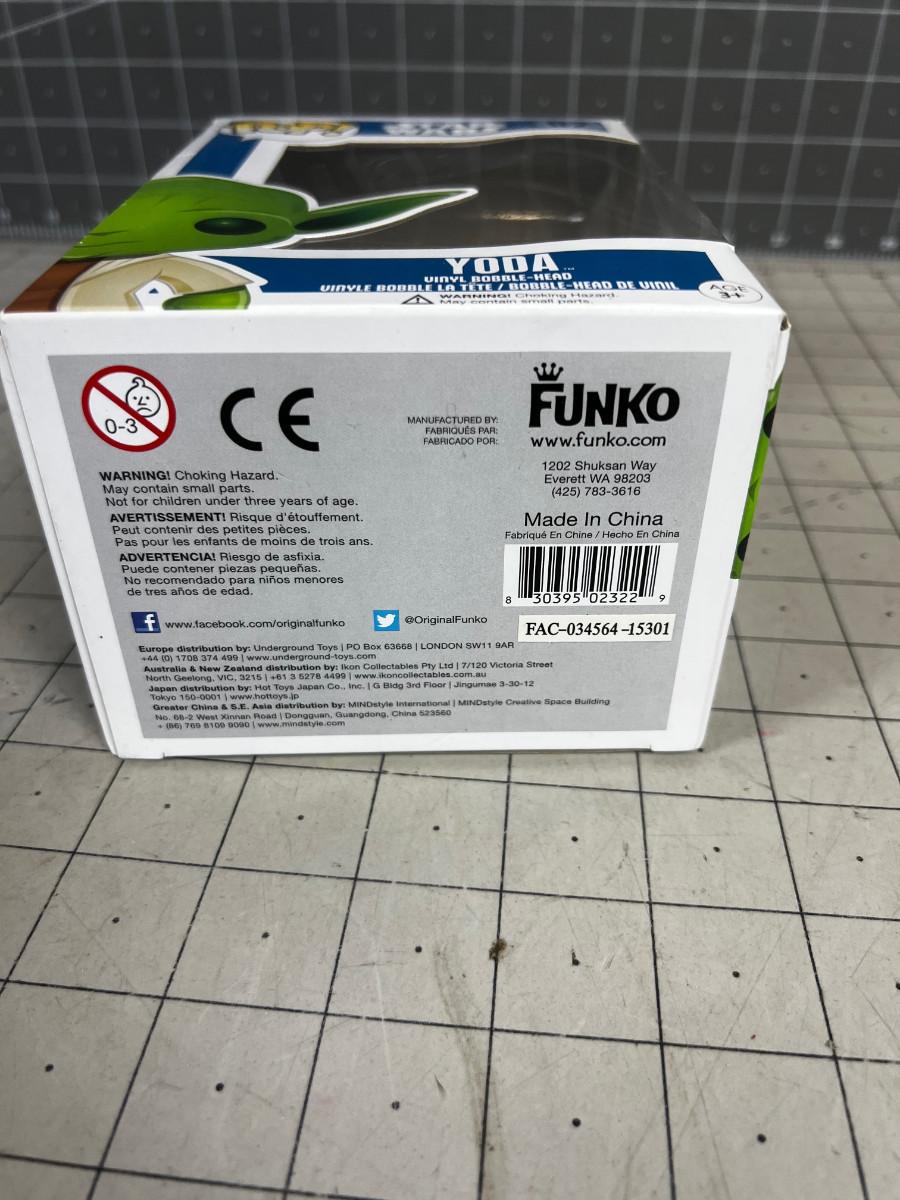 YODA™
VINYL BOBBLE-HEAD
VINYLE BOBBLE LA TÊTE / BOBBLE-HEAD DE VINIL
WARNING! Choking Hazard.
May contain small parts.
AGE
3+
0-3
CE
MANUFACTURED BY:
FABRIQUÉS PAR:
FABRICADO POR:
FUNKO
www.funko.com
1202 Shuksan Way
Everett WA 98203
(425) 783-3616
Made In China
Fabriqué En Chine / Hecho En China
8 30395 02322 9
FAC-034564-15301
WARNING! Choking Hazard.
May contain small parts.
Not for children under three years of age.
AVERTISSEMENT! Risque d'étouffement.
Peut contenir des petites pièces.
Pas pour les enfants de moins de trois ans.
ADVERTENCIA! Riesgo de asfixia.
Puede contener piezas pequeñas.
No recomendado para niños menores
de tres años de edad.
www.facebook.com/originalfunko
@OriginalFunko
Europe distribution by: Underground Toys | PO Box 63668 | LONDON SW11 9AR
+44 (0) 1708 374 499 | www.underground-toys.com
Australia & New Zealand distribution by: Ikon Collectables Pty Ltd | 7/120 Victoria Street
North Geelong, VIC, 3215 | +61 3 5278 4499 | www.ikoncollectables.com.au
Japan distribution by: Hot Toys Japan Co., Inc. | G Bldg 3rd Floor | Jingumae 3-30-12
Tokyo 150-0001 | www.hottoys.jp
Greater China & S.E. Asia distribution by: MINDstyle International | MINDstyle Creative Space Building
No. 68-2 West Xinnan Road | Dongguan, Guangdong, China 523560
+ (86) 769 8109 9090 | www.mindstyle.com